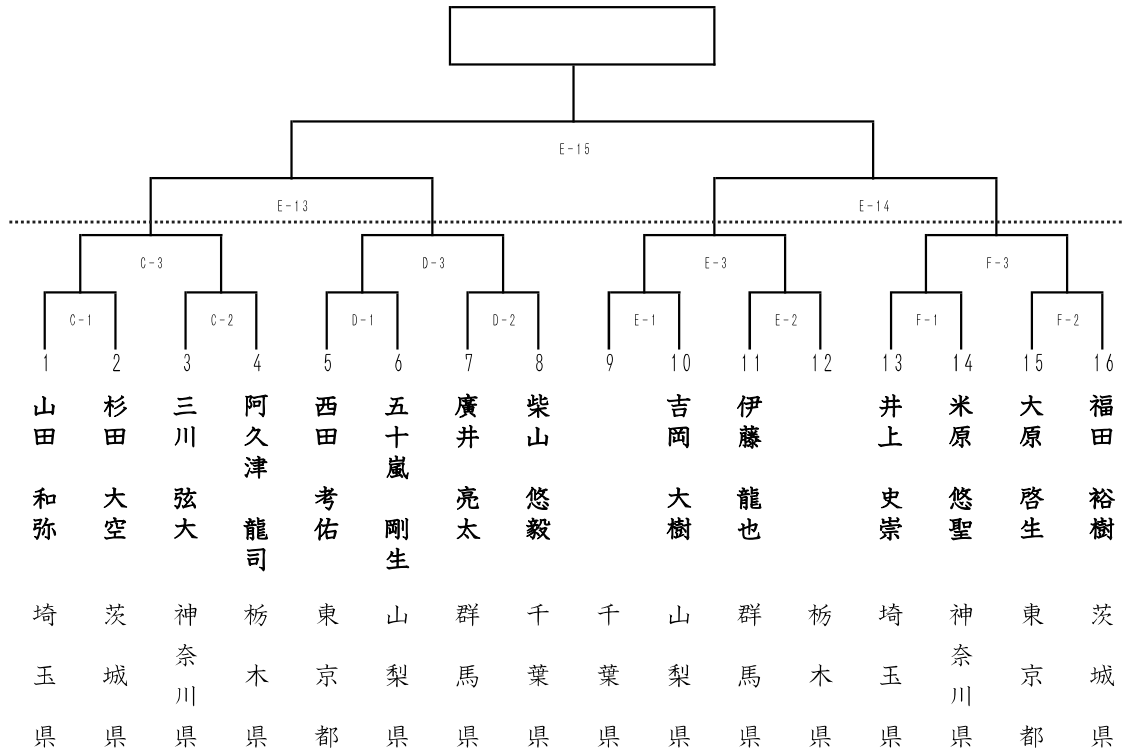 E-15
E-13
E-14
C-3
D-3
E-3
F-3
C-1
C-2
D-1
D-2
E-1
E-2
F-1
F-2
1
2
3
4
5
6
7
8
9
10
11
12
13
14
15
16
山田 和弥
杉田 大空
三川 弦大
阿久津 龍司
西田 考佑
五十嵐 剛生
廣井 亮太
柴山 悠毅
吉岡 大樹
伊藤 龍也
井上 史崇
米原 悠聖
大原 啓生
福田 裕樹
埼玉県
茨城県
神奈川県
栃木県
東京都
山梨県
群馬県
千葉県
千葉県
山梨県
群馬県
栃木県
埼玉県
神奈川県
東京都
茨城県